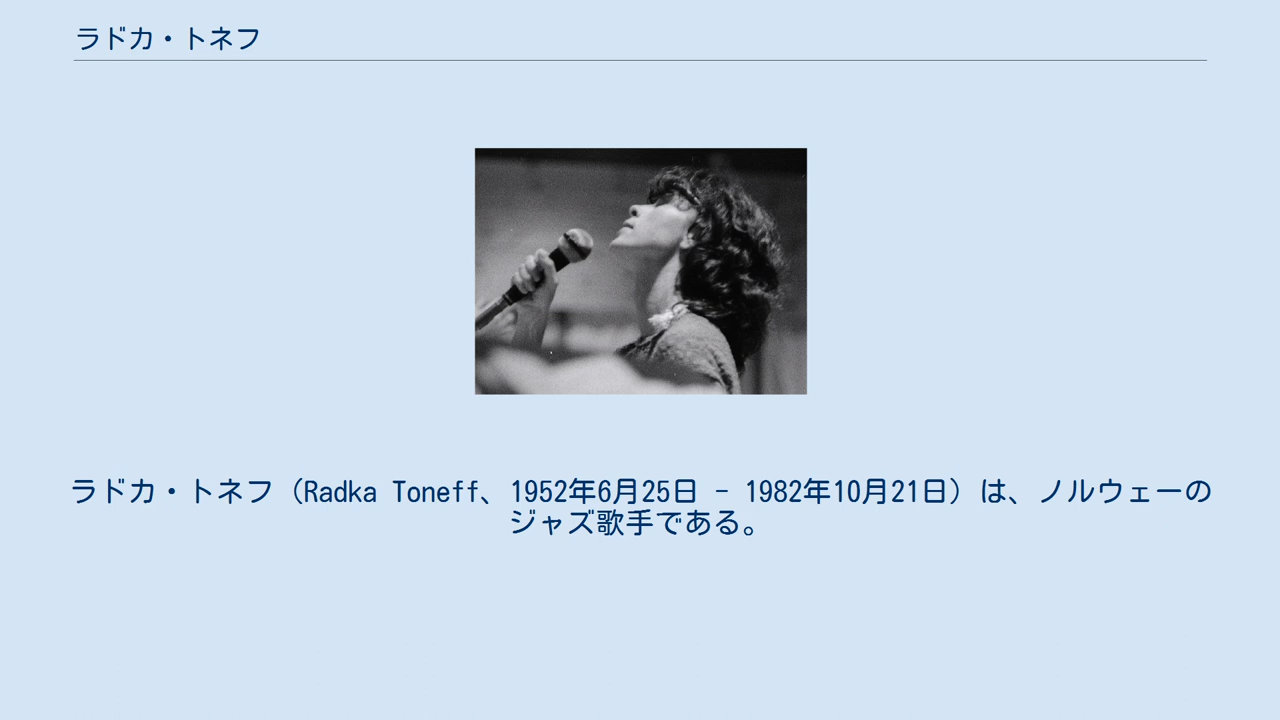 ラドカ・トネフ
ラドカ・トネフ（Radka Toneff、1952年6月25日 - 1982年10月21日）は、ノルウェーの
ジャズ歌手である。